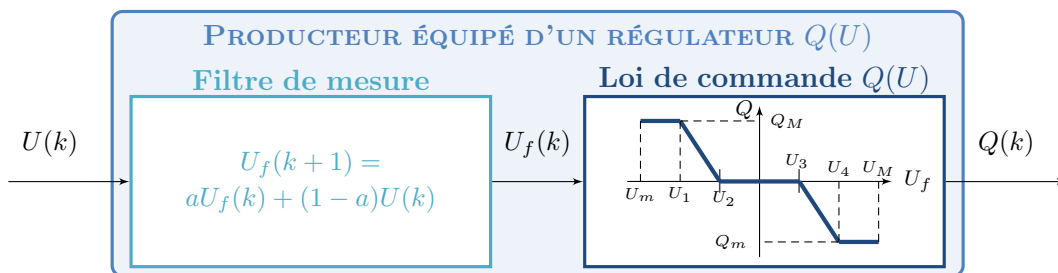 PRODUCTEUR ÉQUIPÉ D'UN RÉGULATEUR Q(U)
Filtre de mesure
Loi de commande Q(U)
U(k)
U_f(k + 1) =
aU_f(k) + (1 − a)U(k)
U_f(k)
Q
Q_M
U_m
U_1
U_2
U_3
U_4
U_M
U_f
Q_m
Q(k)